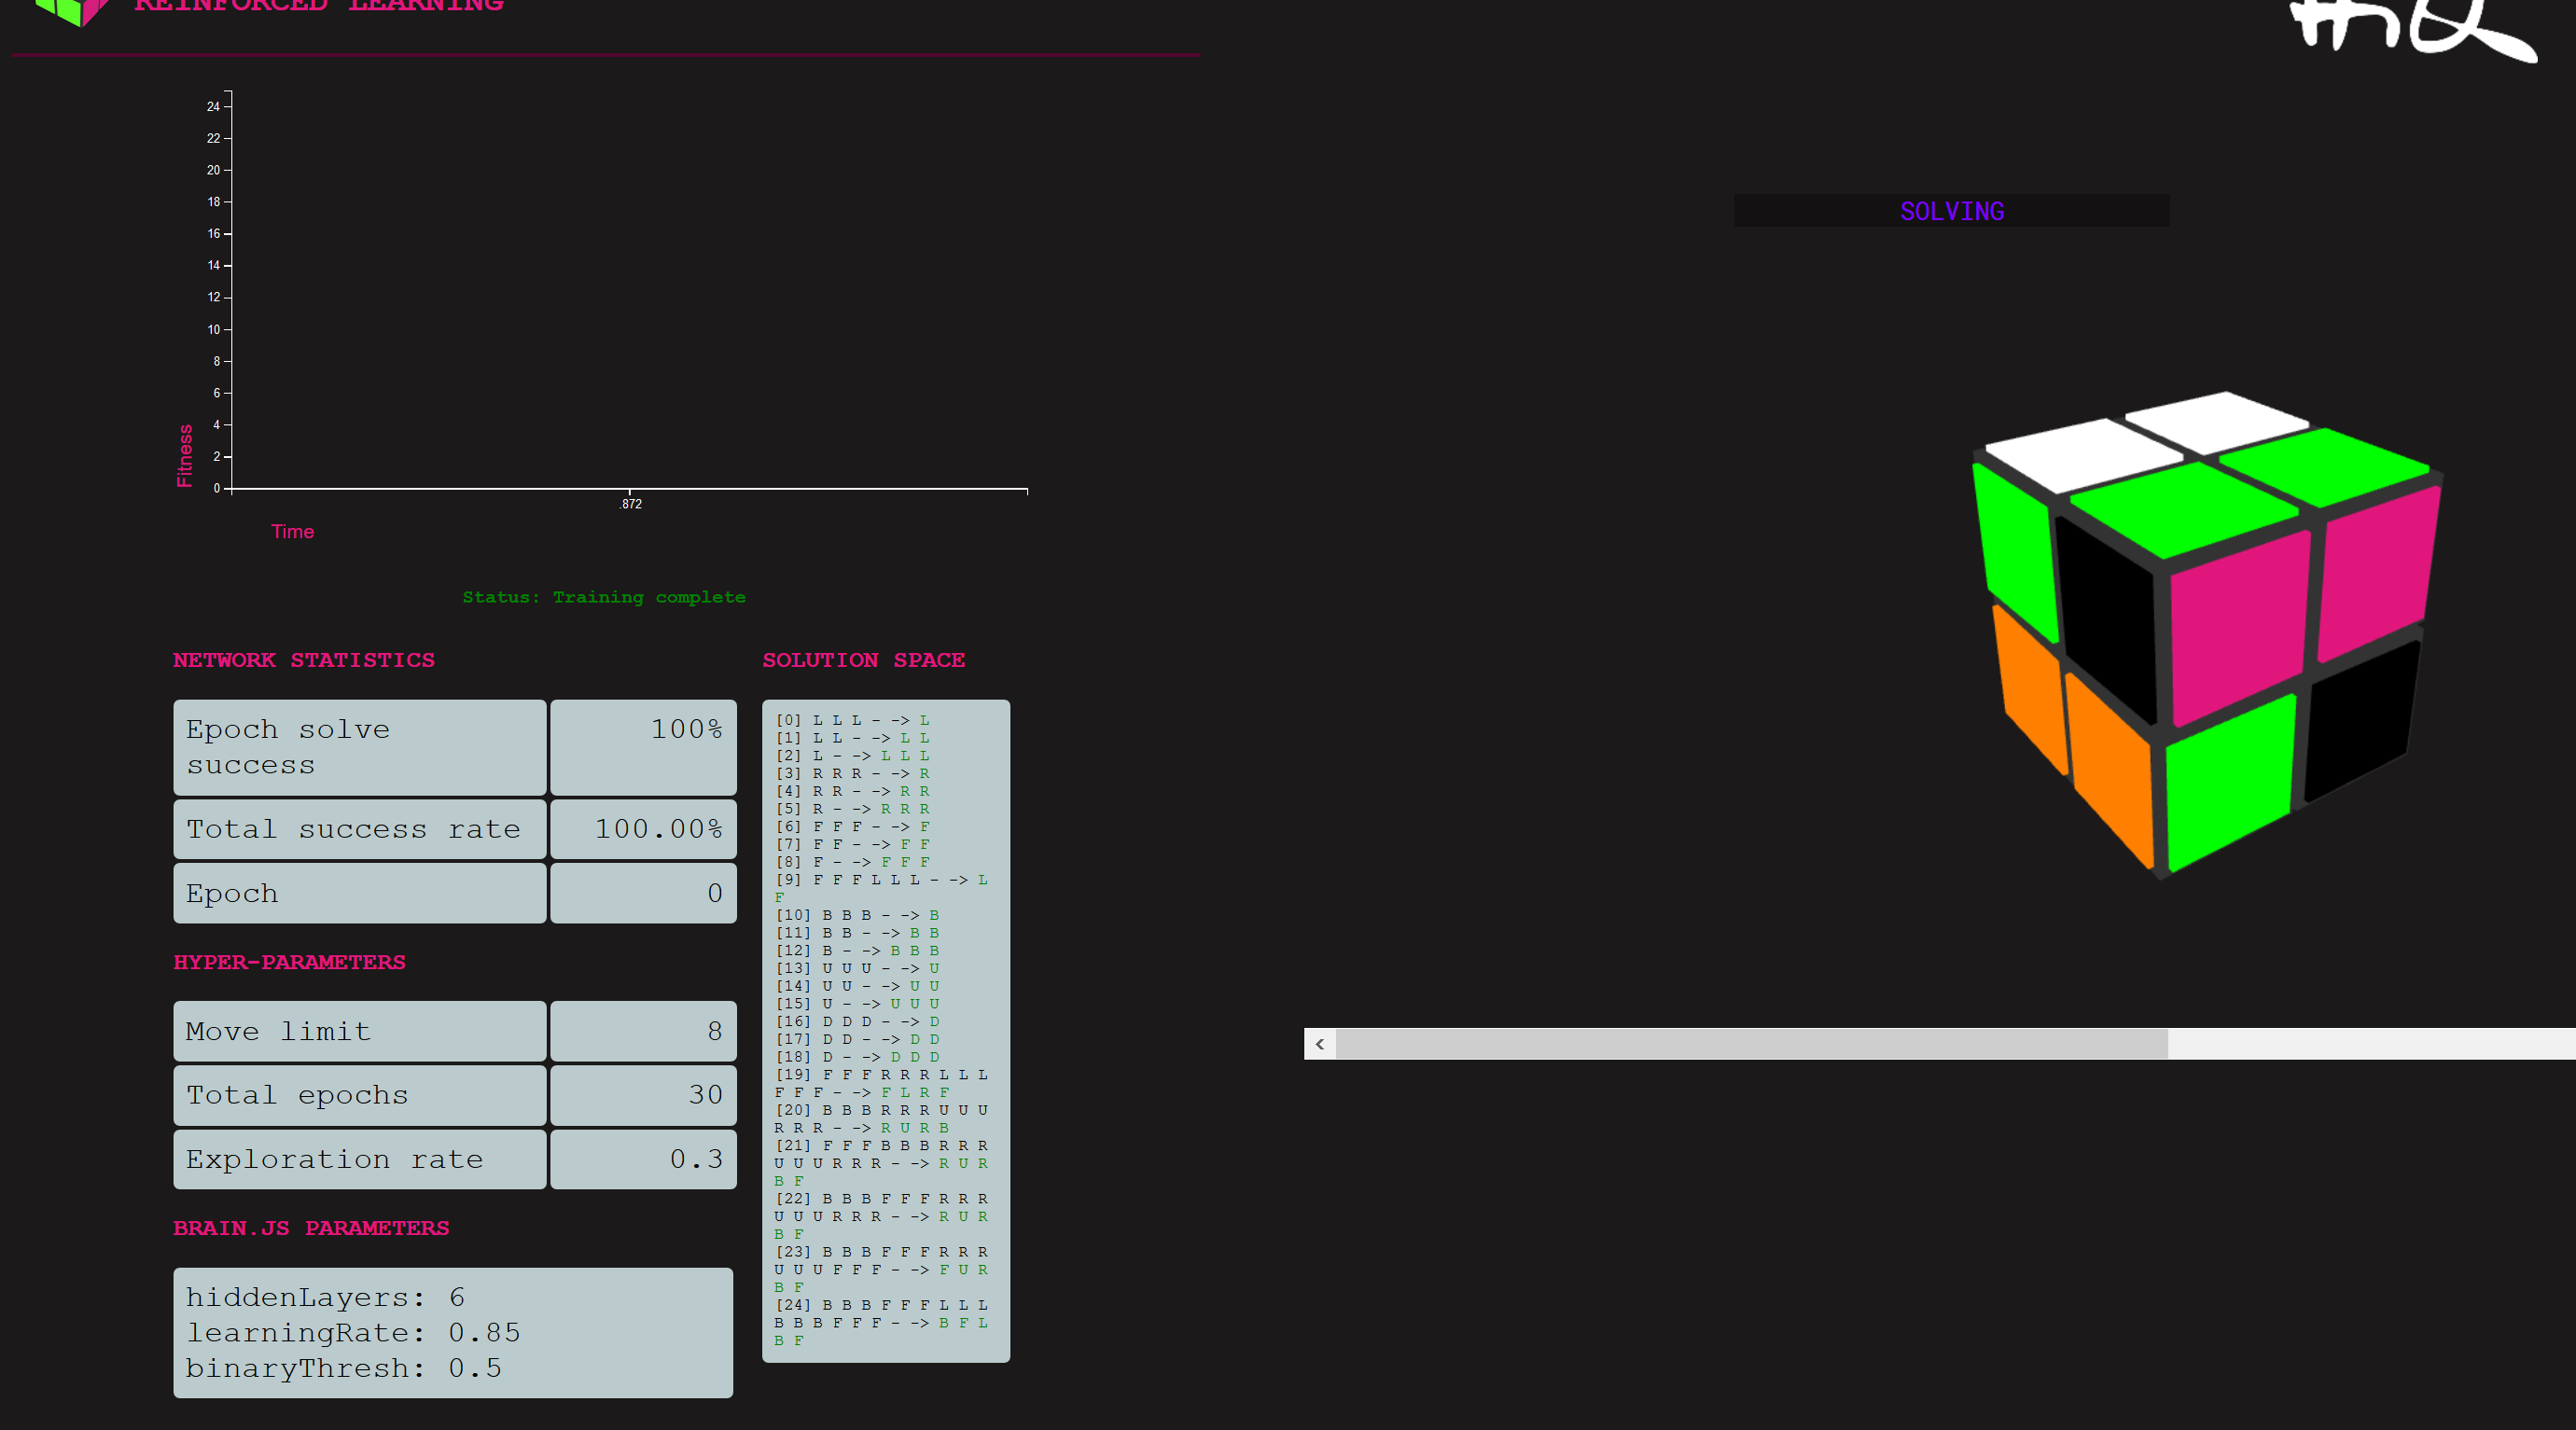 REINFORCED LEARNING
24
22
20
18
16
14
12
10
8
6
4
2
0
Fitness
.872
Time
Status: Training complete
NETWORK STATISTICS
Epoch solve success 100%
Total success rate 100.00%
Epoch 0
HYPER-PARAMETERS
Move limit 8
Total epochs 30
Exploration rate 0.3
BRAIN.JS PARAMETERS
hiddenLayers: 6
learningRate: 0.85
binaryThresh: 0.5
SOLUTION SPACE
[0] L L L - -> L
[1] L L - -> L L
[2] L - -> L L L
[3] R R R - -> R
[4] R R - -> R R
[5] R - -> R R R
[6] F F F - -> F
[7] F F - -> F F
[8] F - -> F F F
[9] F F F L L L - -> L
F
[10] B B B - -> B
[11] B B - -> B B
[12] B - -> B B B
[13] U U U - -> U
[14] U U - -> U U
[15] U - -> U U U
[16] D D D - -> D
[17] D D - -> D D
[18] D - -> D D D
[19] F F F R R R L L L
F F F - -> F L R F
[20] B B B R R R U U U
R R R - -> R U R B
[21] F F F B B B R R R
U U U R R R - -> R U R
B F
[22] B B B F F F R R R
U U U R R R - -> R U R
B F
[23] B B B F F F R R R
U U U F F F - -> F U R
B F
[24] B B B F F F L L L
B B B F F F - -> B F L
B F
SOLVING